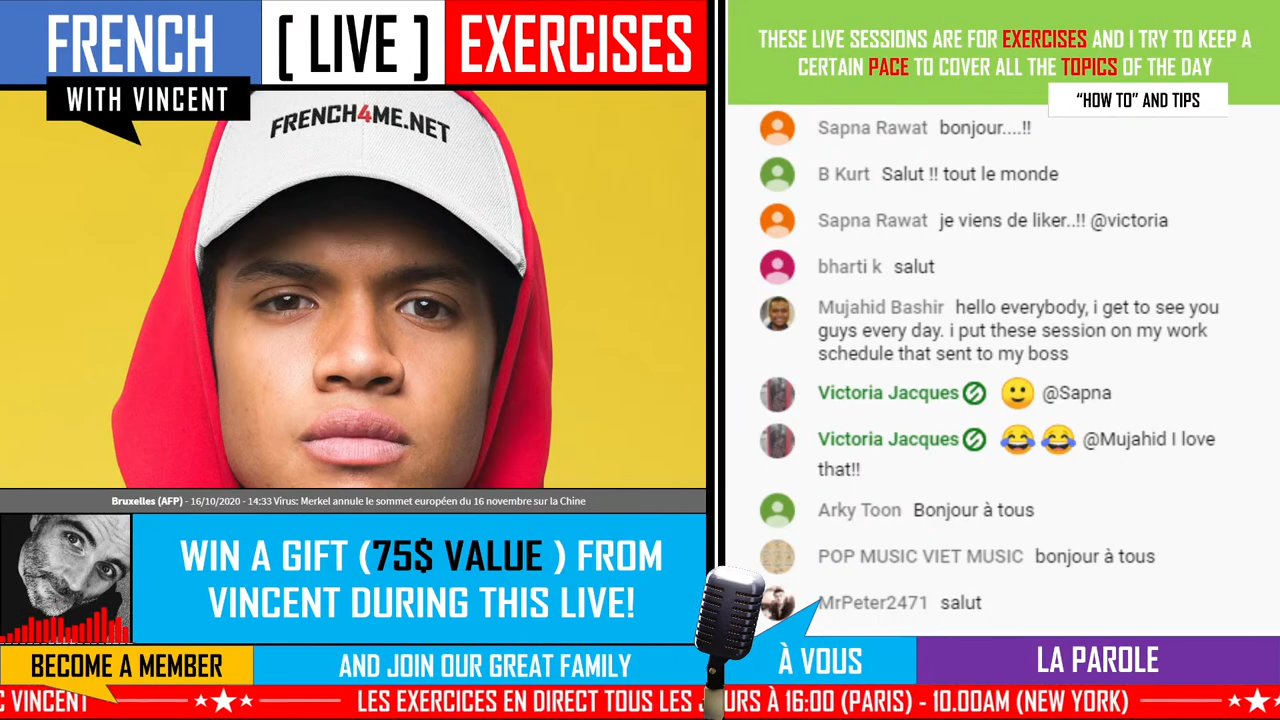 FRENCH
[ LIVE ]
EXERCISES
WITH VINCENT
FRENCH4ME.NET
Bruxelles (AFP) - 16/10/2020 - 14:33 Virus: Merkel annule le sommet européen du 16 novembre sur la Chine
WIN A GIFT (75$ VALUE ) FROM
VINCENT DURING THIS LIVE!
BECOME A MEMBER
AND JOIN OUR GREAT FAMILY
THESE LIVE SESSIONS ARE FOR EXERCISES AND I TRY TO KEEP A
CERTAIN PACE TO COVER ALL THE TOPICS OF THE DAY
“HOW TO” AND TIPS
Sapna Rawat bonjour....!!
B Kurt Salut !! tout le monde
Sapna Rawat je viens de liker..!! @victoria
bharti k salut
Mujahid Bashir hello everybody, i get to see you
guys every day. i put these session on my work
schedule that sent to my boss
Victoria Jacques 🙂 @Sapna
Victoria Jacques 😂 😂 @Mujahid I love
that!!
Arky Toon Bonjour à tous
POP MUSIC VIET MUSIC bonjour à tous
MrPeter2471 salut
À VOUS
LA PAROLE
C VINCENT
LES EXERCICES EN DIRECT TOUS LES JOURS À 16:00 (PARIS) - 10.00AM (NEW YORK)